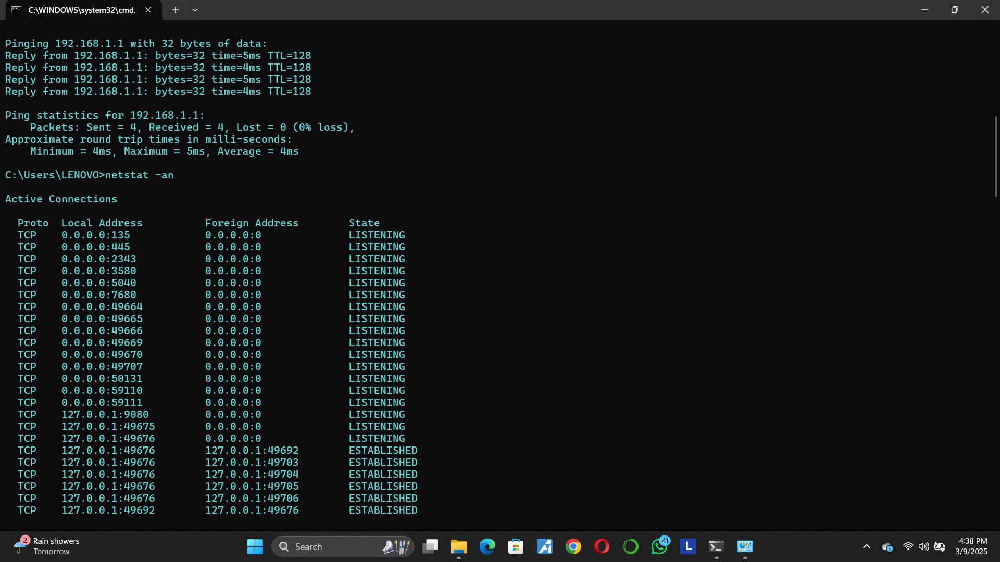 C:\WINDOWS\system32\cmd.
Pinging 192.168.1.1 with 32 bytes of data:
Reply from 192.168.1.1: bytes=32 time=5ms TTL=128
Reply from 192.168.1.1: bytes=32 time=4ms TTL=128
Reply from 192.168.1.1: bytes=32 time=5ms TTL=128
Reply from 192.168.1.1: bytes=32 time=4ms TTL=128
Ping statistics for 192.168.1.1:
Packets: Sent = 4, Received = 4, Lost = 0 (0% loss),
Approximate round trip times in milli-seconds:
Minimum = 4ms, Maximum = 5ms, Average = 4ms
C:\Users\LENOVO>netstat -an
Active Connections
Proto Local Address Foreign Address State
TCP 0.0.0.0:135 0.0.0.0:0 LISTENING
TCP 0.0.0.0:445 0.0.0.0:0 LISTENING
TCP 0.0.0.0:2343 0.0.0.0:0 LISTENING
TCP 0.0.0.0:3580 0.0.0.0:0 LISTENING
TCP 0.0.0.0:5040 0.0.0.0:0 LISTENING
TCP 0.0.0.0:7680 0.0.0.0:0 LISTENING
TCP 0.0.0.0:49664 0.0.0.0:0 LISTENING
TCP 0.0.0.0:49665 0.0.0.0:0 LISTENING
TCP 0.0.0.0:49666 0.0.0.0:0 LISTENING
TCP 0.0.0.0:49669 0.0.0.0:0 LISTENING
TCP 0.0.0.0:49670 0.0.0.0:0 LISTENING
TCP 0.0.0.0:49707 0.0.0.0:0 LISTENING
TCP 0.0.0.0:50131 0.0.0.0:0 LISTENING
TCP 0.0.0.0:59110 0.0.0.0:0 LISTENING
TCP 0.0.0.0:59111 0.0.0.0:0 LISTENING
TCP 127.0.0.1:9080 0.0.0.0:0 LISTENING
TCP 127.0.0.1:49675 0.0.0.0:0 LISTENING
TCP 127.0.0.1:49676 0.0.0.0:0 LISTENING
TCP 127.0.0.1:49676 127.0.0.1:49692 ESTABLISHED
TCP 127.0.0.1:49676 127.0.0.1:49703 ESTABLISHED
TCP 127.0.0.1:49676 127.0.0.1:49704 ESTABLISHED
TCP 127.0.0.1:49676 127.0.0.1:49705 ESTABLISHED
TCP 127.0.0.1:49676 127.0.0.1:49706 ESTABLISHED
TCP 127.0.0.1:49692 127.0.0.1:49676 ESTABLISHED
2
Rain showers
Tomorrow
Search
41
L
4:38 PM
3/9/2025